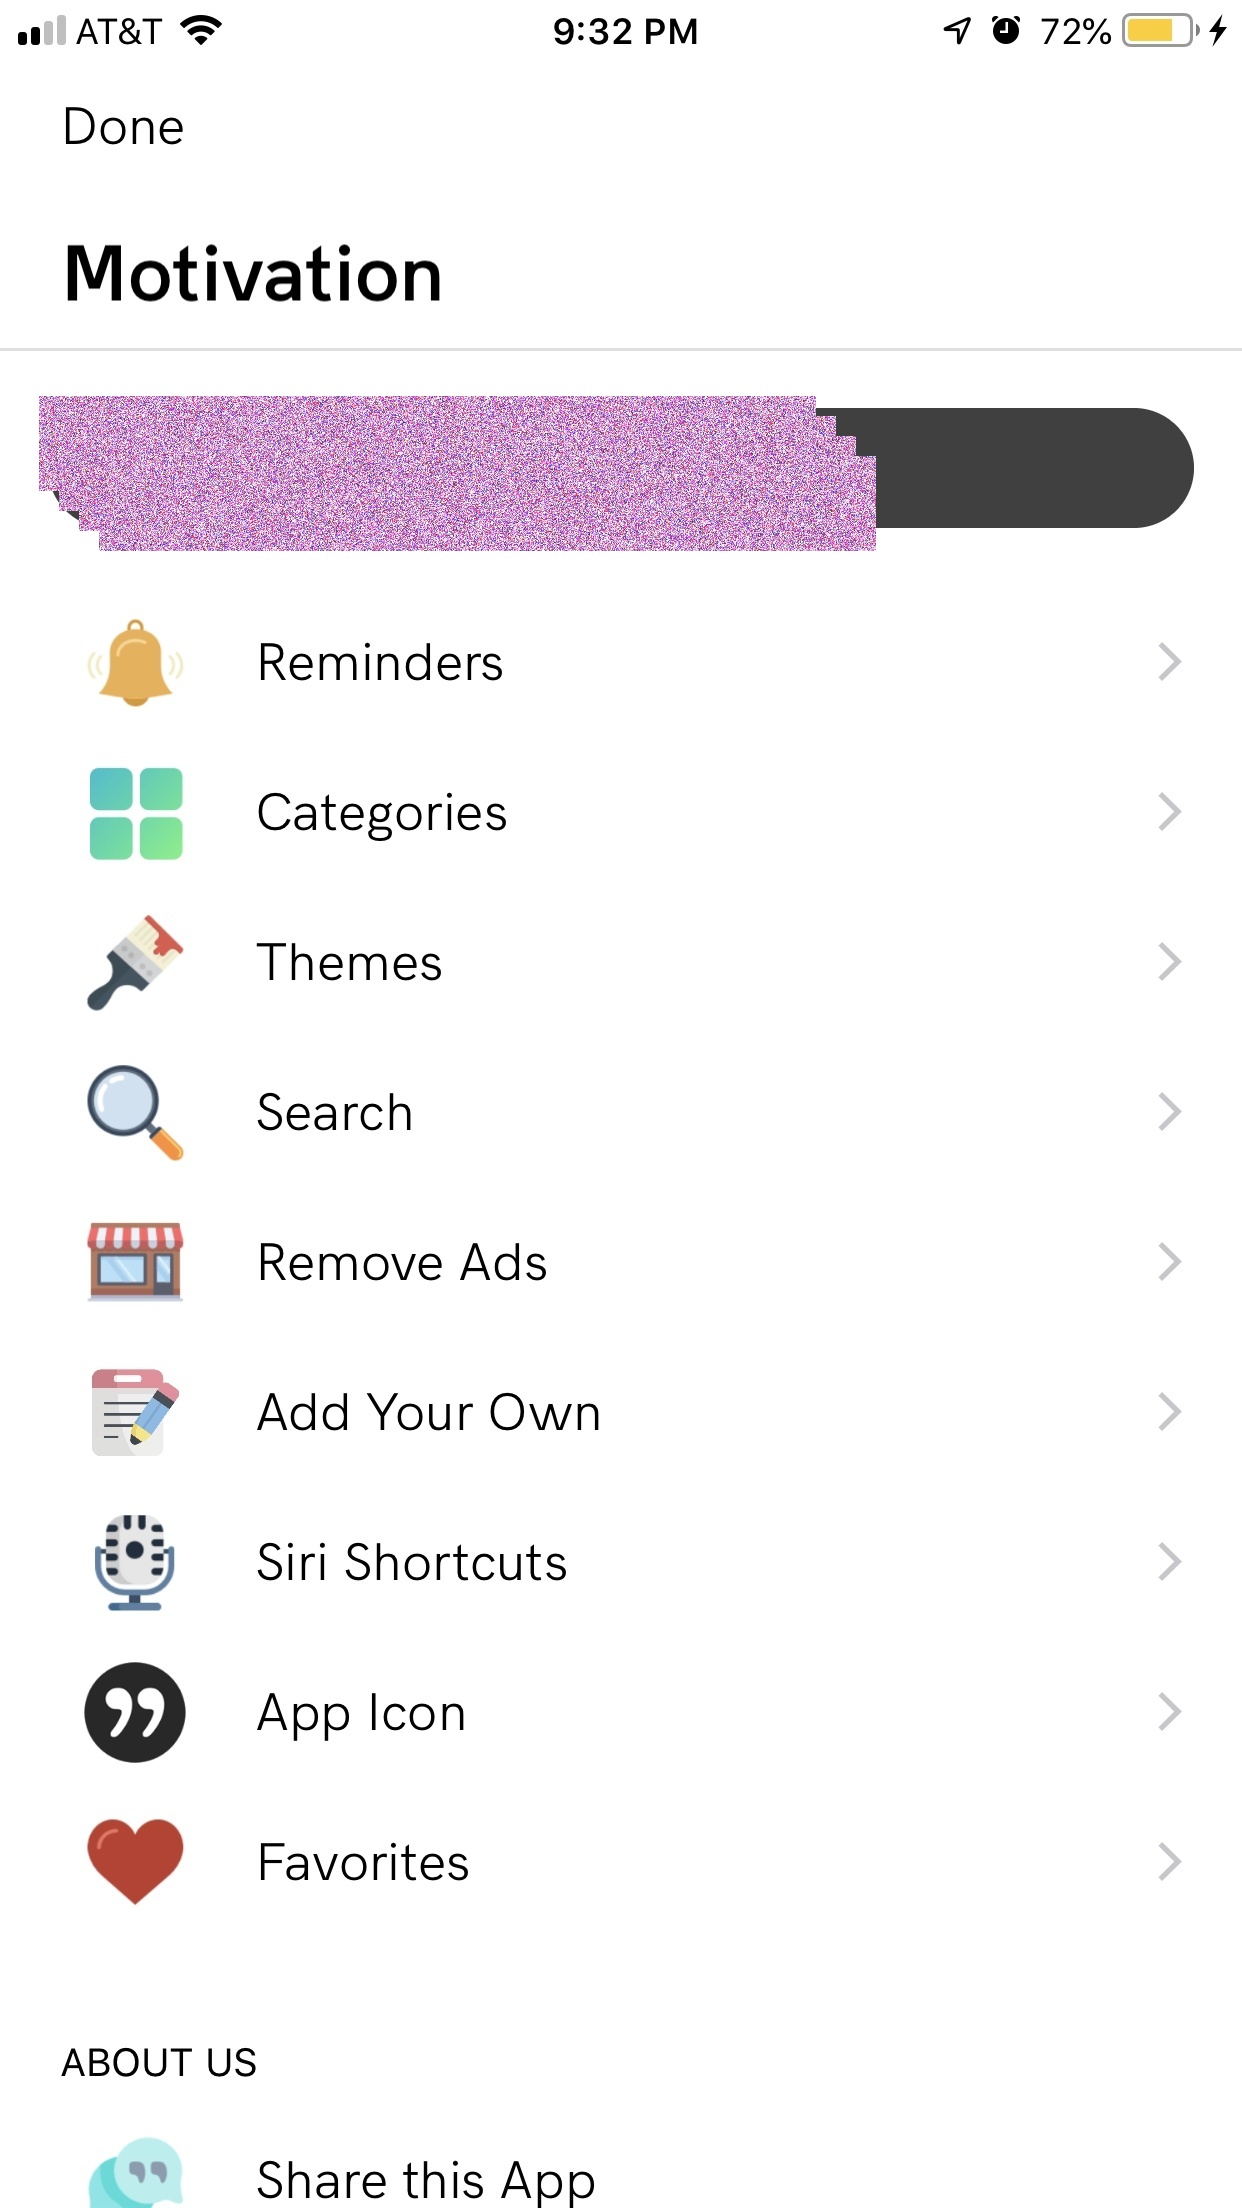 AT&T 9:32 PM 72%
Done
Motivation
Reminders
Categories
Themes
Search
Remove Ads
Add Your Own
Siri Shortcuts
App Icon
Favorites
ABOUT US
Share this App